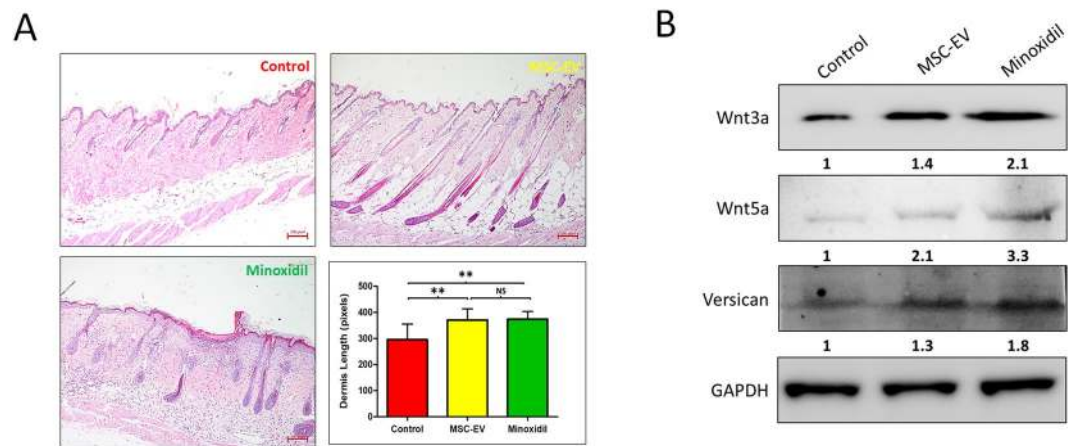 A
Control
MSC-EV
Minoxidil
**
**
NS
Dermis Length (pixels)
500
400
300
200
100
0
Control
MSC-EV
Minoxidil
B
Control
MSC-EV
Minoxidil
Wnt3a
1 1.4 2.1
Wnt5a
1 2.1 3.3
Versican
1 1.3 1.8
GAPDH